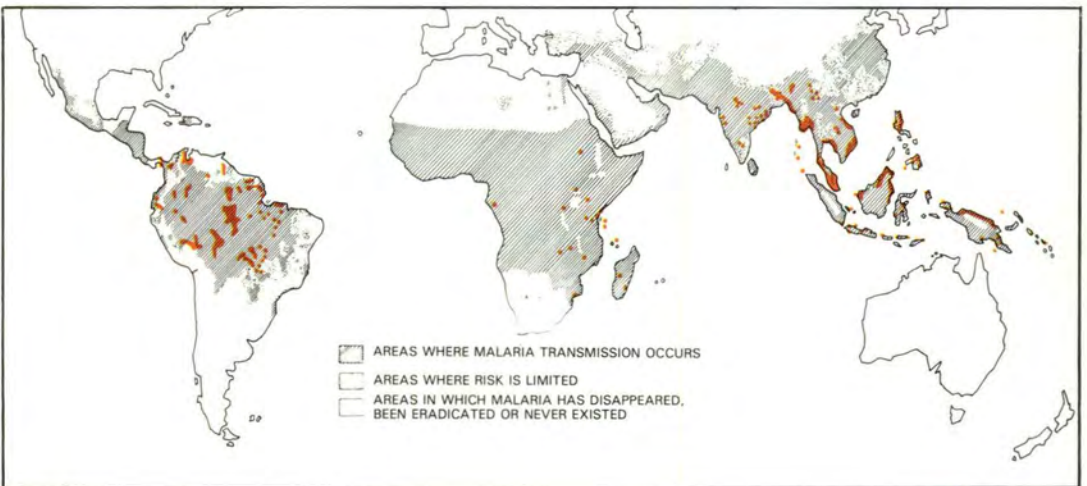 AREAS WHERE MALARIA TRANSMISSION OCCURS
AREAS WHERE RISK IS LIMITED
AREAS IN WHICH MALARIA HAS DISAPPEARED,
BEEN ERADICATED OR NEVER EXISTED